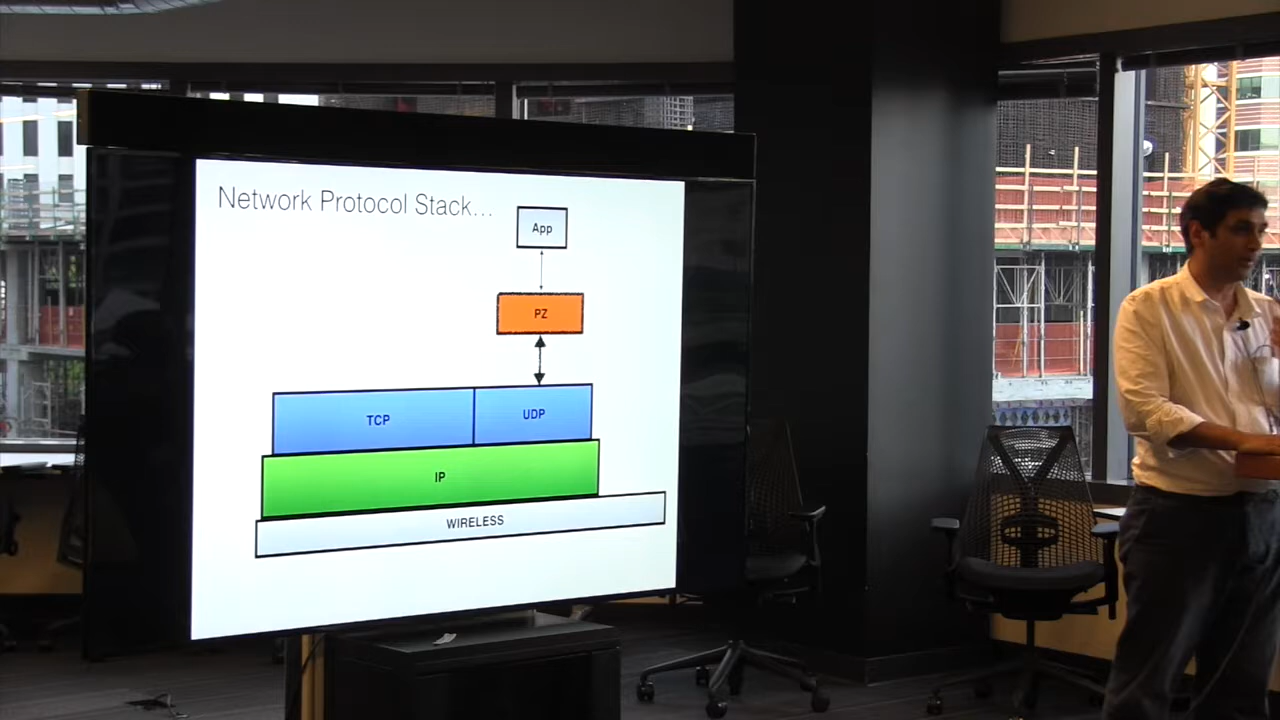 Network Protocol Stack...
App
PZ
TCP
UDP
IP
WIRELESS